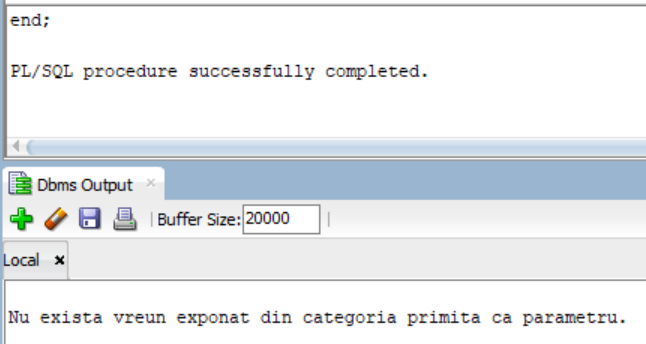 end;
PL/SQL procedure successfully completed.
Dbms Output
Buffer Size: 20000
Local
Nu exista vreun exponat din categoria primita ca parametru.